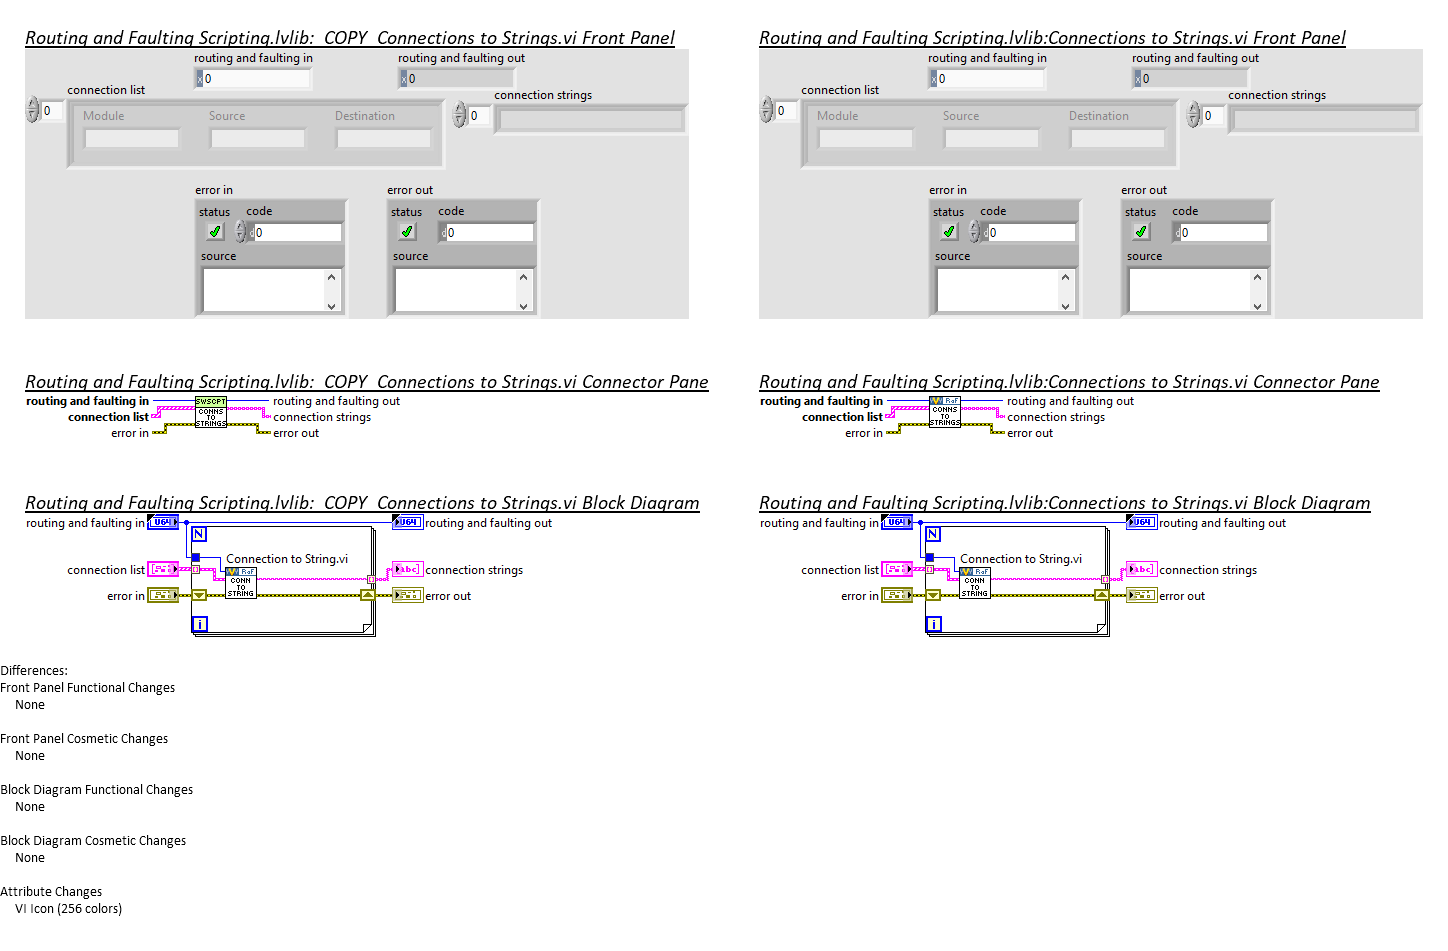 Routing and Faulting Scripting.lvlib:  COPY  Connections to Strings.vi Front Panel
routing and faulting in
routing and faulting out
x 0
x 0
connection list
connection strings
0
0
Module
Source
Destination
error in
error out
status
code
status
code
d 0
d 0
source
source
Routing and Faulting Scripting.lvlib:Connections to Strings.vi Front Panel
routing and faulting in
routing and faulting out
x 0
x 0
connection list
connection strings
0
0
Module
Source
Destination
error in
error out
status
code
status
code
d 0
d 0
source
source
Routing and Faulting Scripting.lvlib:  COPY  Connections to Strings.vi Connector Pane
routing and faulting in
routing and faulting out
connection list
connection strings
error in
error out
SWSCPT
CONNS
TO
STRINGS
Routing and Faulting Scripting.lvlib:Connections to Strings.vi Connector Pane
routing and faulting in
routing and faulting out
connection list
connection strings
error in
error out
RaF
CONNS
TO
STRINGS
Routing and Faulting Scripting.lvlib:  COPY  Connections to Strings.vi Block Diagram
routing and faulting in
U64
U64
routing and faulting out
N
Connection to String.vi
connection list
RaF
CONN
TO
STRING
abc
connection strings
error in
error out
i
Routing and Faulting Scripting.lvlib:Connections to Strings.vi Block Diagram
routing and faulting in
U64
U64
routing and faulting out
N
Connection to String.vi
connection list
RaF
CONN
TO
STRING
abc
connection strings
error in
error out
i
Differences:
Front Panel Functional Changes
None
Front Panel Cosmetic Changes
None
Block Diagram Functional Changes
None
Block Diagram Cosmetic Changes
None
Attribute Changes
VI Icon (256 colors)